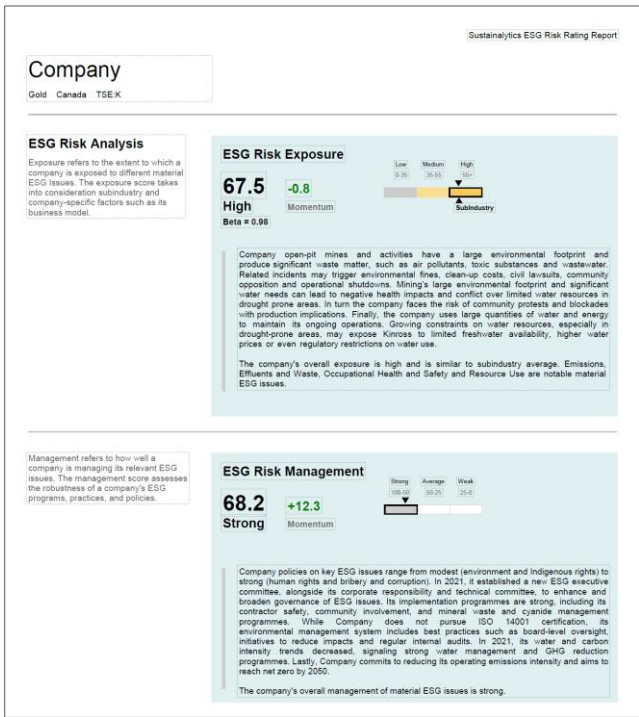 Sustainalytics ESG Risk Rating Report
Company
Gold Canada TSE:K
ESG Risk Analysis
Exposure refers to the extent to which a
company is exposed to different material
ESG Issues. The exposure score takes
into consideration subindustry and
company-specific factors such as its
business model.
ESG Risk Exposure
67.5
High
Beta = 0.98
-0.8
Momentum
Low Medium High
0-35 35-55 55+
SubIndustry
Company open-pit mines and activities have a large environmental footprint and
produce significant waste matter, such as air pollutants, toxic substances and wastewater.
Related incidents may trigger environmental fines, clean-up costs, civil lawsuits, community
opposition and operational shutdowns. Mining's large environmental footprint and significant
water needs can lead to negative health impacts and conflict over limited water resources in
drought prone areas. In turn the company faces the risk of community protests and blockades
with production implications. Finally, the company uses large quantities of water and energy
to maintain its ongoing operations. Growing constraints on water resources, especially in
drought-prone areas, may expose Kinross to limited freshwater availability, higher water
prices or even regulatory restrictions on water use.
The company's overall exposure is high and is similar to subindustry average. Emissions,
Effluents and Waste, Occupational Health and Safety and Resource Use are notable material
ESG issues.
Management refers to how well a
company is managing its relevant ESG
issues. The management score assesses
the robustness of a company's ESG
programs, practices, and policies.
ESG Risk Management
68.2
Strong
+12.3
Momentum
Strong Average Weak
100-50 50-25 25-0
Company policies on key ESG issues range from modest (environment and Indigenous rights) to
strong (human rights and bribery and corruption). In 2021, it established a new ESG executive
committee, alongside its corporate responsibility and technical committee, to enhance and
broaden governance of ESG issues. Its implementation programmes are strong, including its
contractor safety, community involvement, and mineral waste and cyanide management
programmes. While Company does not pursue ISO 14001 certification, its
environmental management system includes best practices such as board-level oversight,
initiatives to reduce impacts and regular internal audits. In 2021, its water and carbon
intensity trends decreased, signaling strong water management and GHG reduction
programmes. Lastly, Company commits to reducing its operating emissions intensity and aims to
reach net zero by 2050.
The company's overall management of material ESG issues is strong.